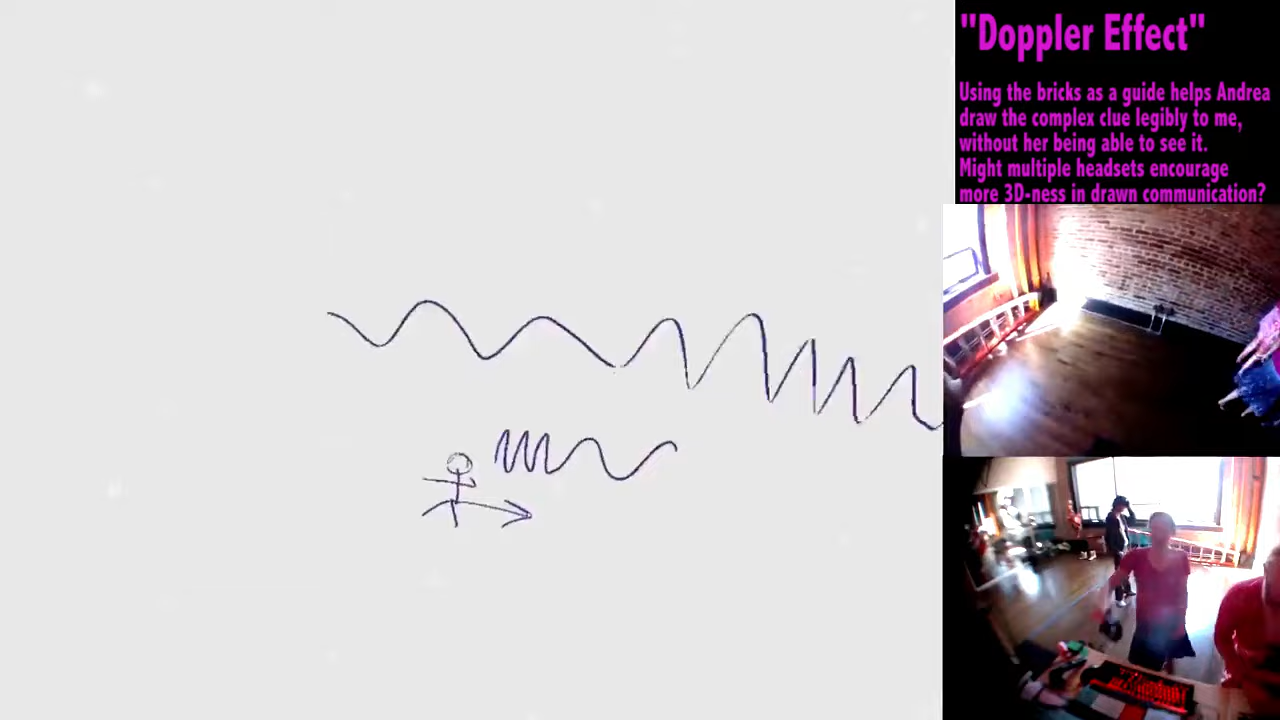 "Doppler Effect"
Using the bricks as a guide helps Andrea
draw the complex clue legibly to me,
without her being able to see it.
Might multiple headsets encourage
more 3D-ness in drawn communication?